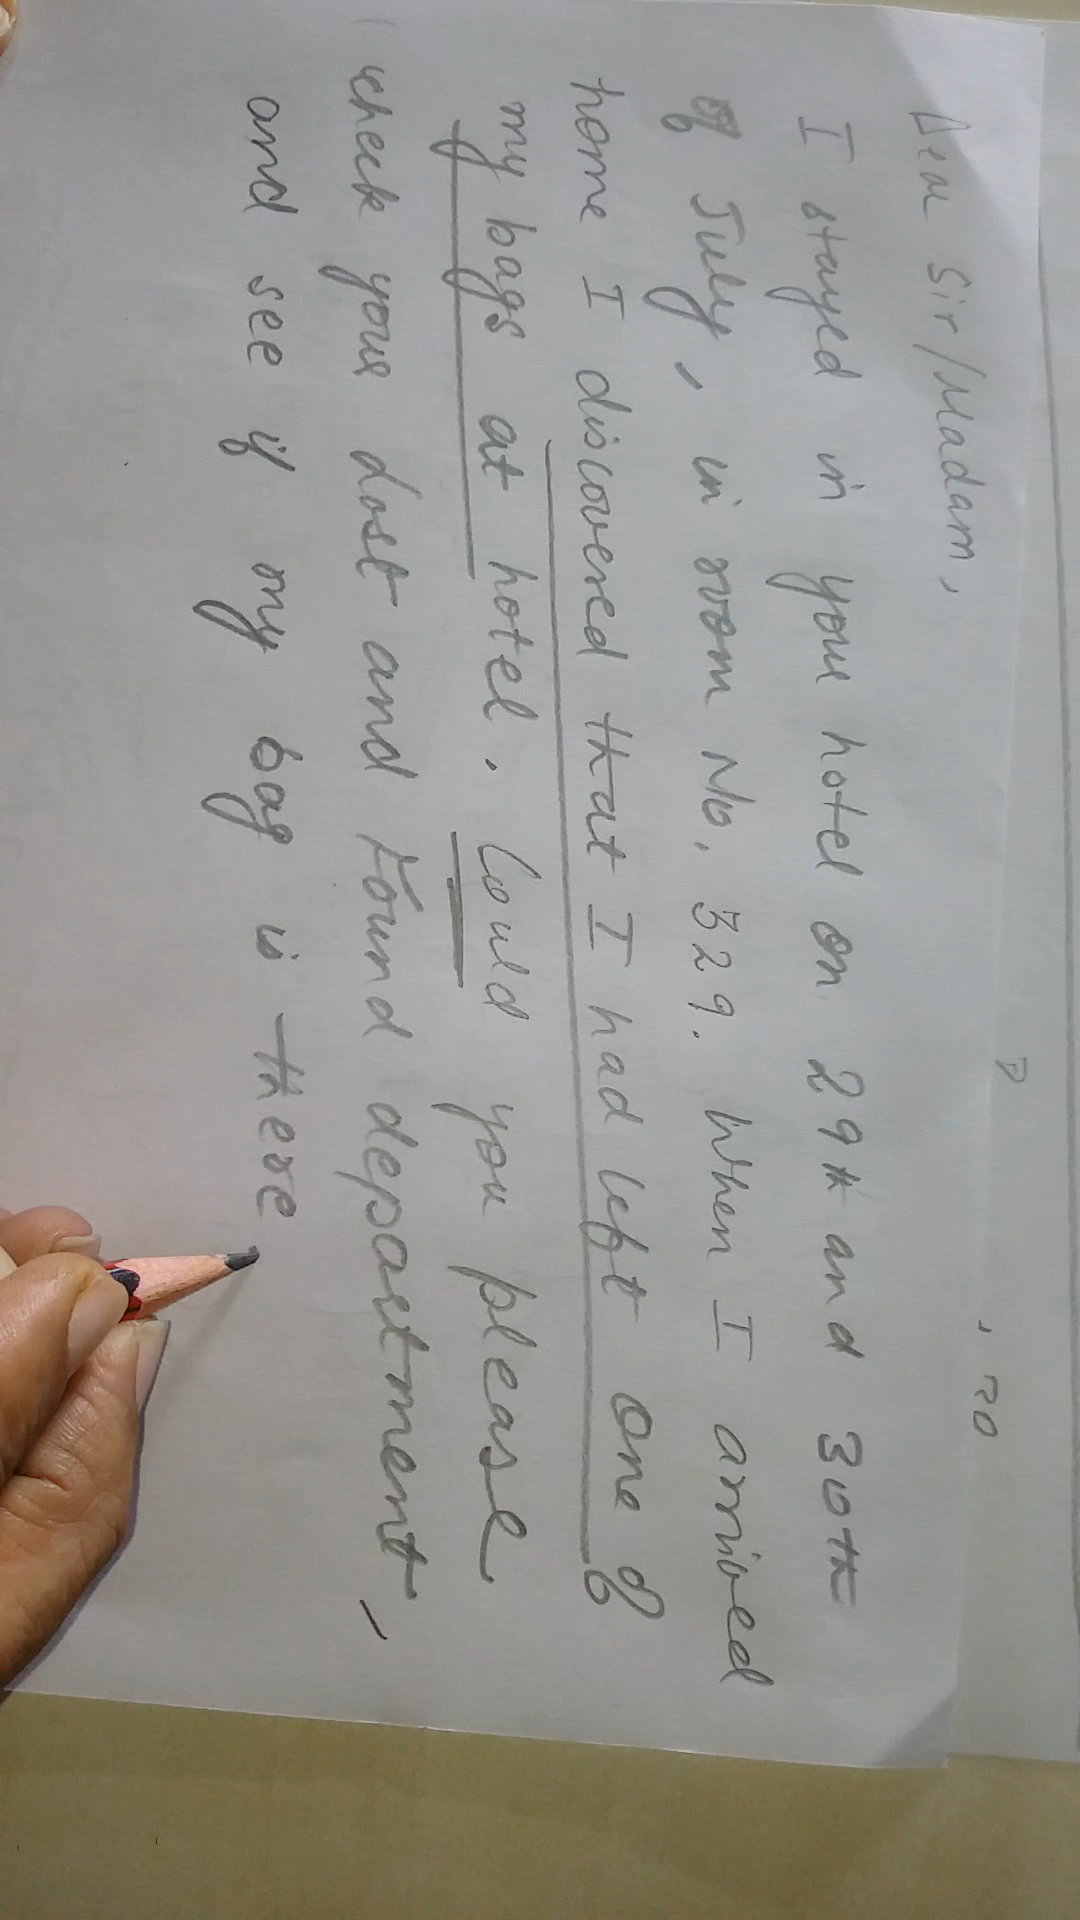 Dear Sir/Madam,
I stayed in your hotel on 29th and 30th
of July, in room No. 329. When I arrived
home I discovered that I had left one of
my bags at hotel. Could you please
check your Lost and Found department,
and see if my bag is there